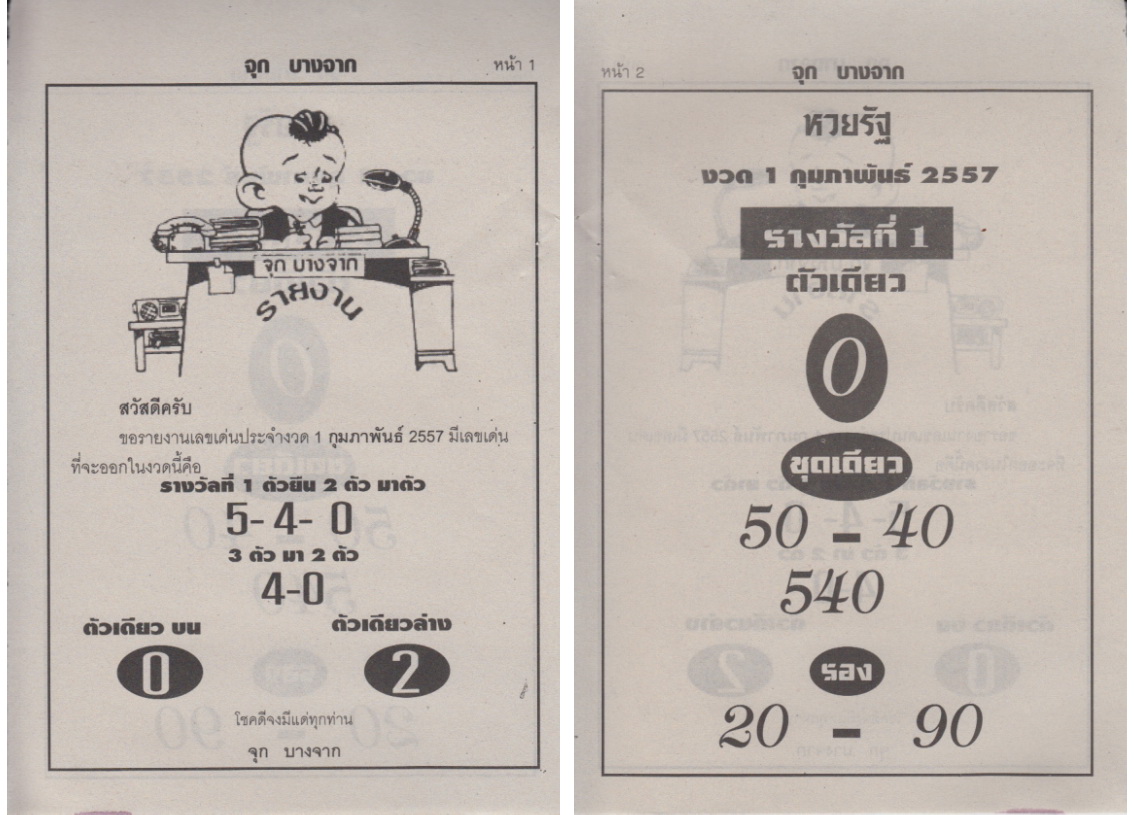 จุก บางจาก
หน้า 1
จุก บางจาก
รายงาน
สวัสดีครับ
ขอรายงานเลขเด่นประจำงวด 1 กุมภาพันธ์ 2557 มีเลขเด่น
ที่จะออกในงวดนี้คือ
รางวัลที่ 1 ตัวยืน 2 ตัว มาตัว
5- 4- 0
3 ตัว มา 2 ตัว
4-0
ตัวเดียว บน ตัวเดียวล่าง
0 2
โชคดีจงมีแด่ทุกท่าน
จุก บางจาก
หน้า 2
จุก บางจาก
หวยรัฐ
งวด 1 กุมภาพันธ์ 2557
รางวัลที่ 1
ตัวเดียว
0
ชุดเดียว
50 - 40
540
รอง
20 - 90